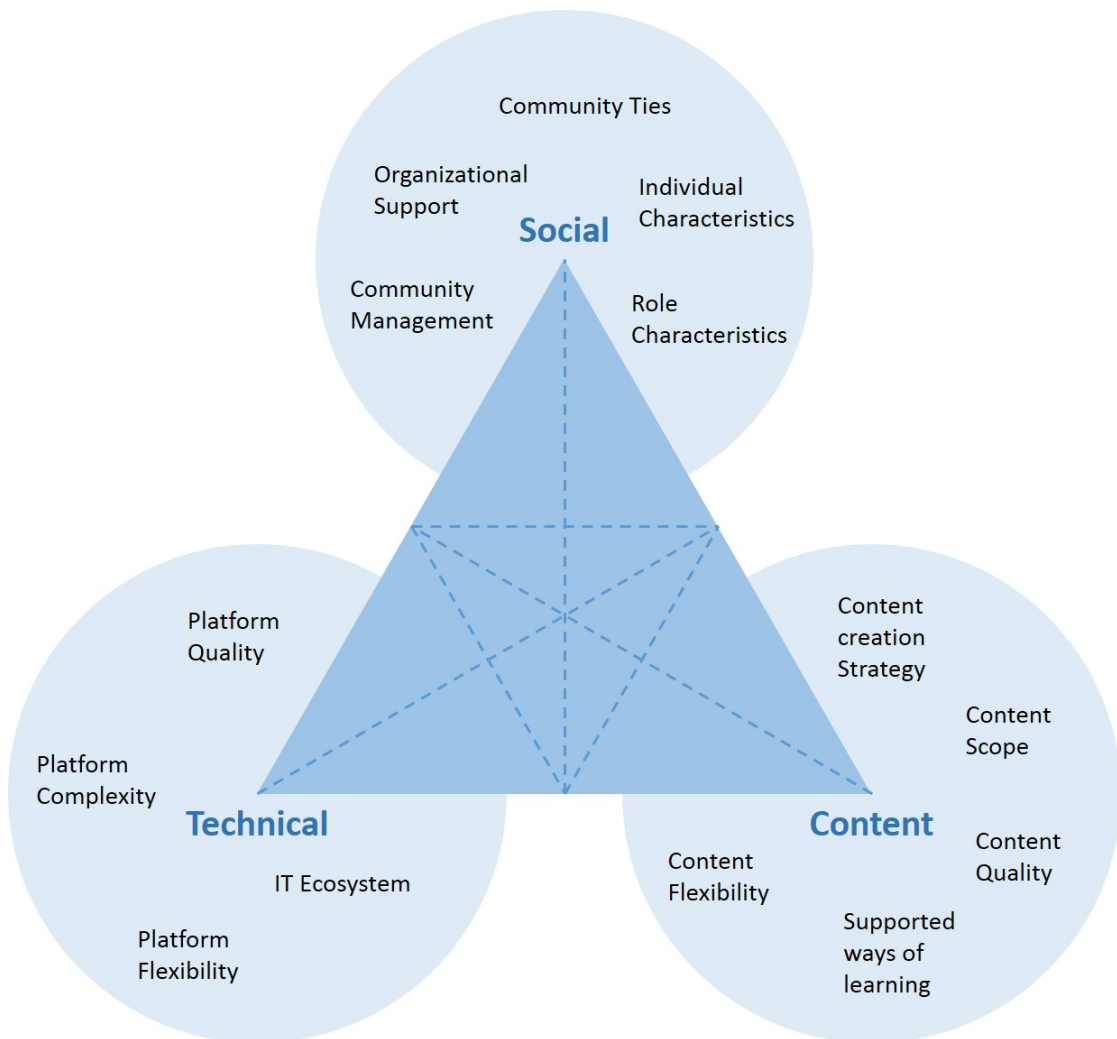 Community Ties
Organizational
Support
Individual
Characteristics
Social
Community
Management
Role
Characteristics
Platform
Quality
Platform
Complexity
Technical
IT Ecosystem
Platform
Flexibility
Content
creation
Strategy
Content
Scope
Content
Content
Quality
Content
Flexibility
Supported
ways of
learning